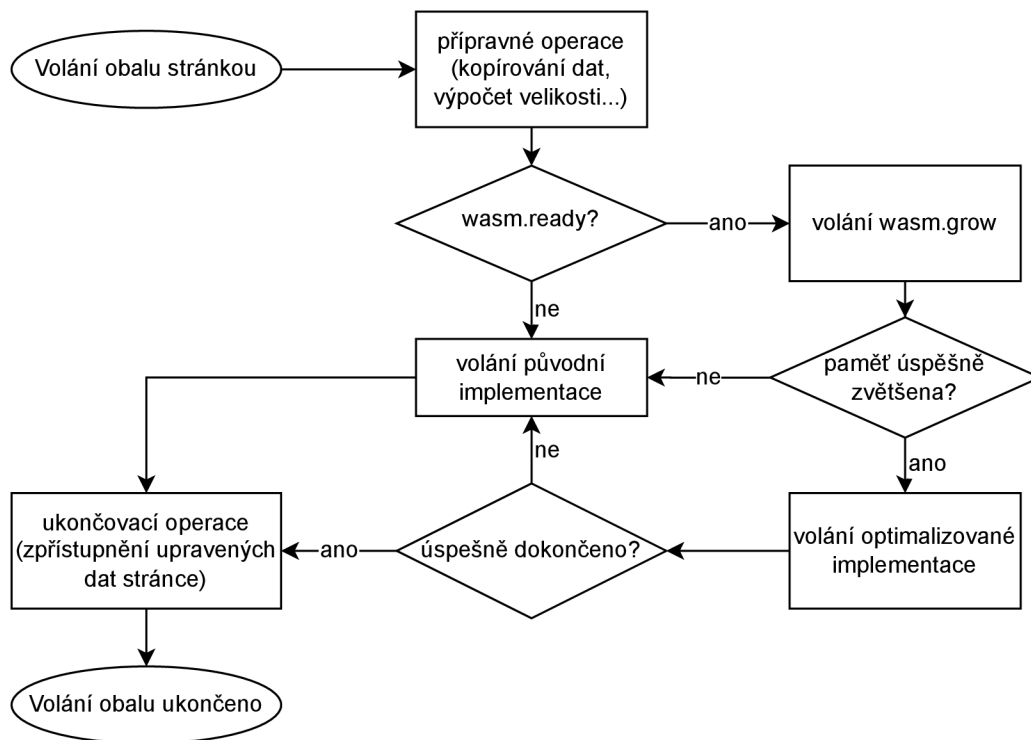 Volání obalu stránkou
přípravné operace
(kopírování dat,
výpočet velikosti...)
wasm.ready?
ano
volání wasm.grow
ne
volání původní
implementace
ne
paměť úspěšně
zvětšena?
ne
ano
ukončovací operace
(zpřístupnění upravených
dat stránce)
ano
úspešně dokončeno?
volání optimalizované
implementace
Volání obalu ukončeno